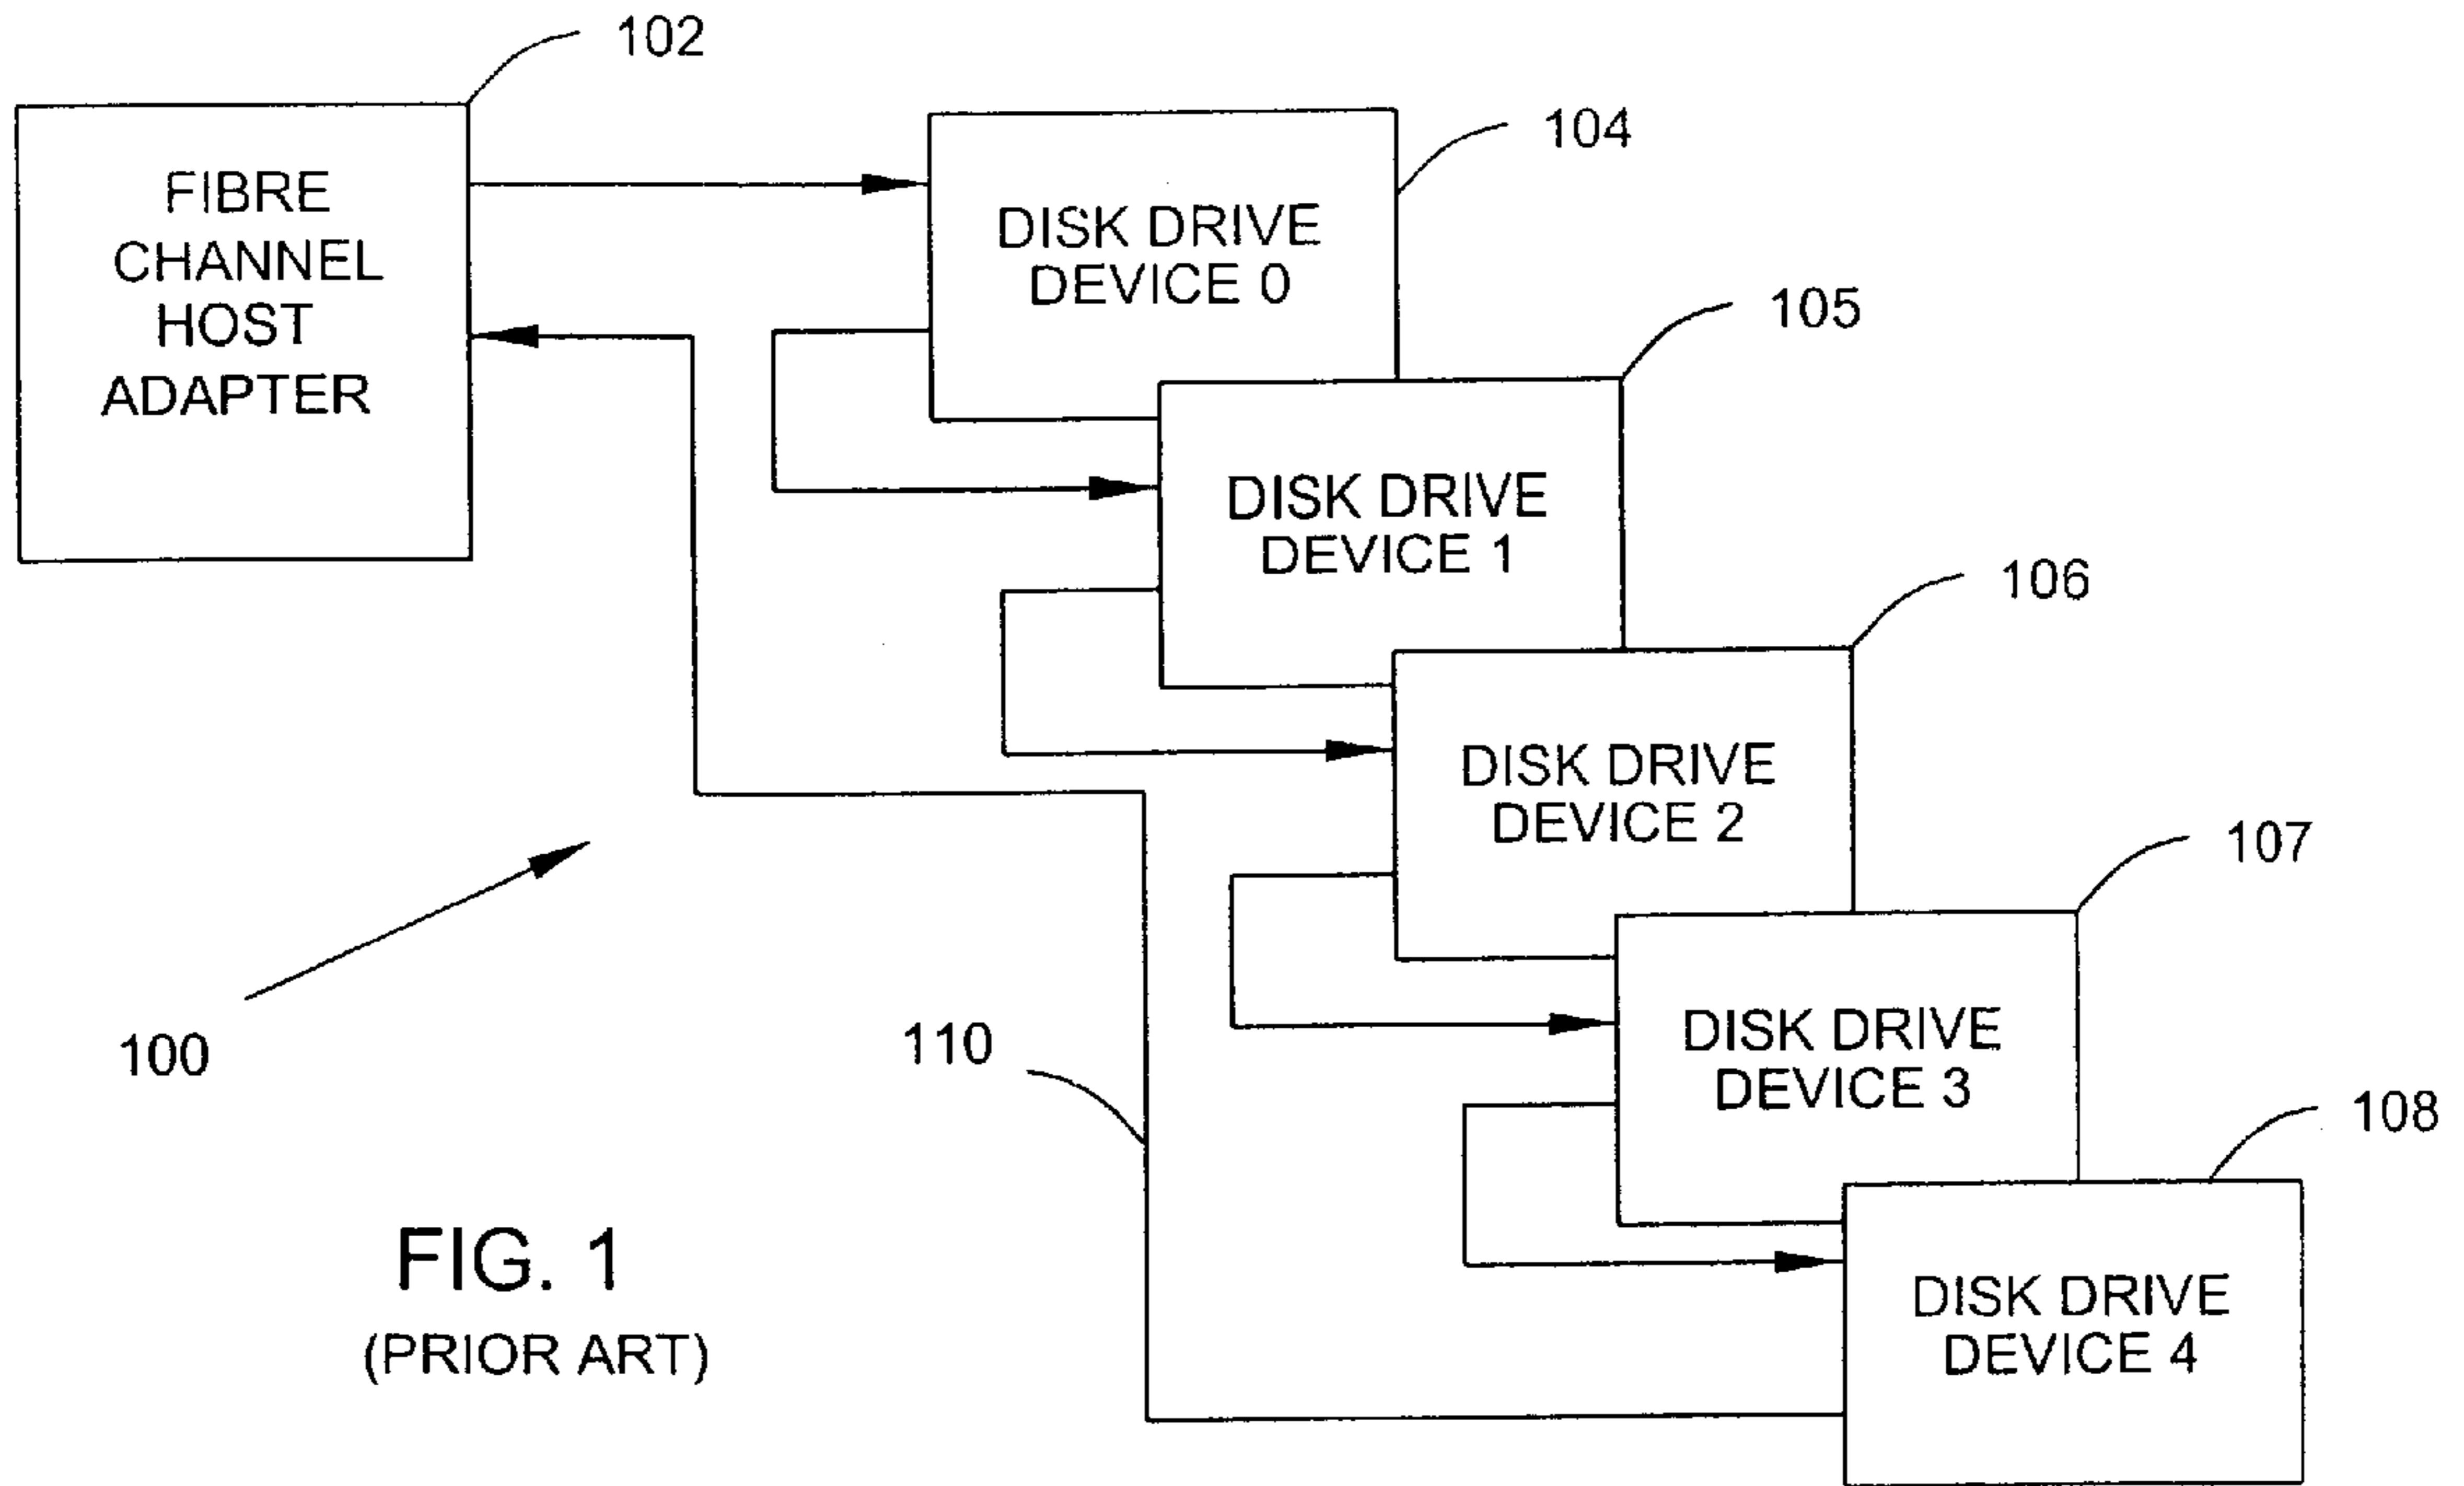 102
FIBRE
CHANNEL
HOST
ADAPTER
104
DISK DRIVE
DEVICE 0
105
DISK DRIVE
DEVICE 1
106
DISK DRIVE
DEVICE 2
107
DISK DRIVE
DEVICE 3
108
DISK DRIVE
DEVICE 4
100
110
FIG. 1
(PRIOR ART)